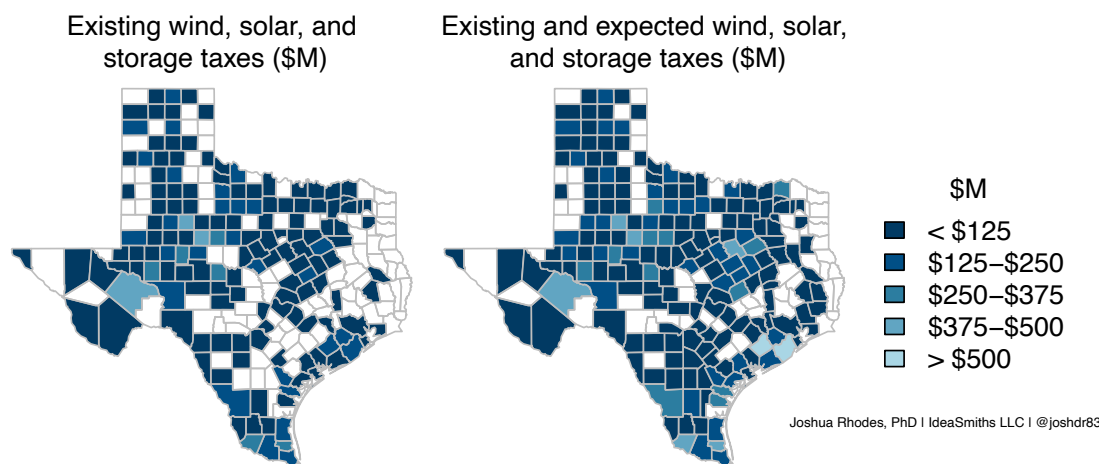 Existing wind, solar, and
storage taxes ($M)
Existing and expected wind, solar,
and storage taxes ($M)
$M
< $125
$125–$250
$250–$375
$375–$500
> $500
Joshua Rhodes, PhD | IdeaSmiths LLC | @joshdr83